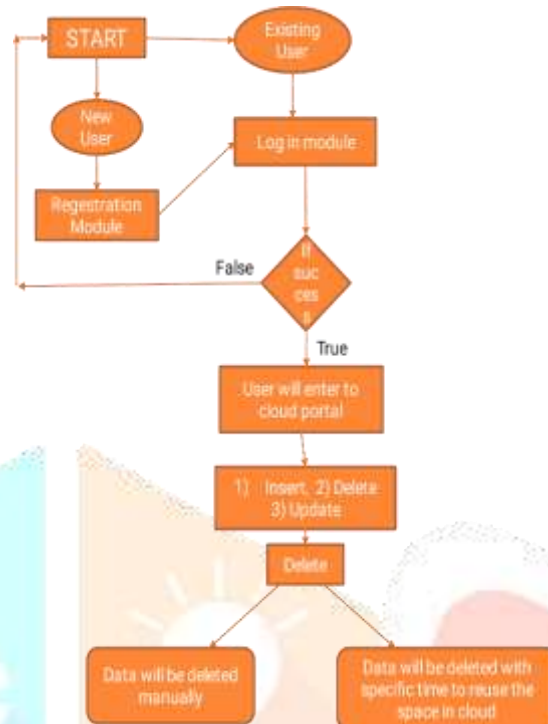 START
Existing
User
New
User
Log in module
Regestration
Module
If
suc
ces
s
False
True
User will enter to
cloud portal
1) Insert, 2) Delete
3) Update
Delete
Data will be deleted
manually
Data will be deleted with
specific time to reuse the
space in cloud